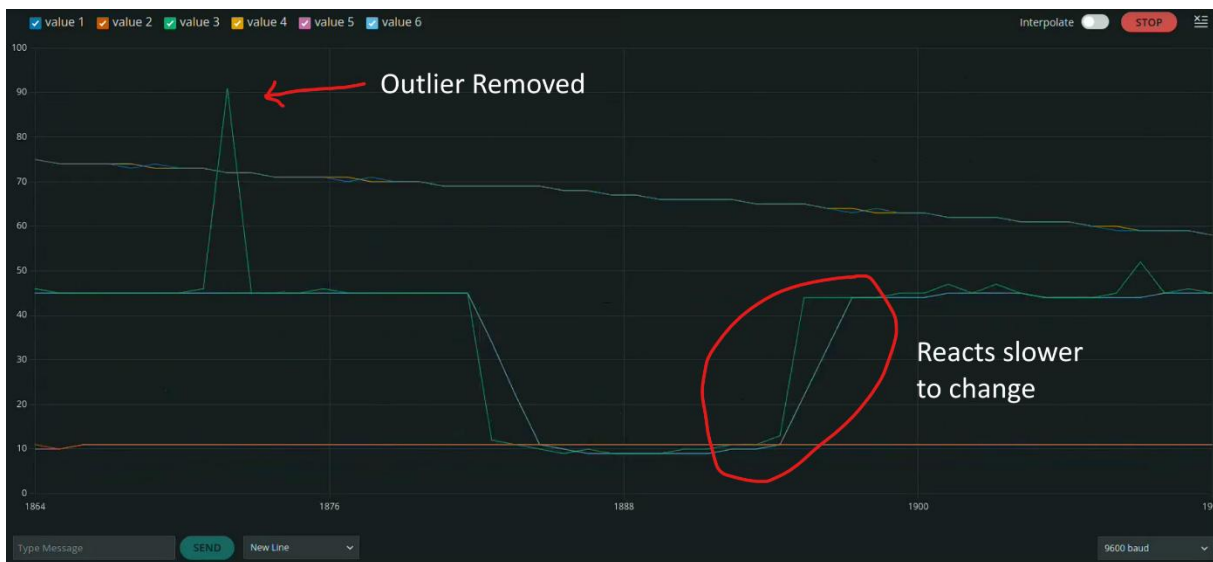 value 1 value 2 value 3 value 4 value 5 value 6 Interpolate STOP
100
90
Outlier Removed
80
70
60
50
40
30
Reacts slower
to change
20
10
0
1864 1876 1888 1900 19
Type Message SEND New Line 9600 baud